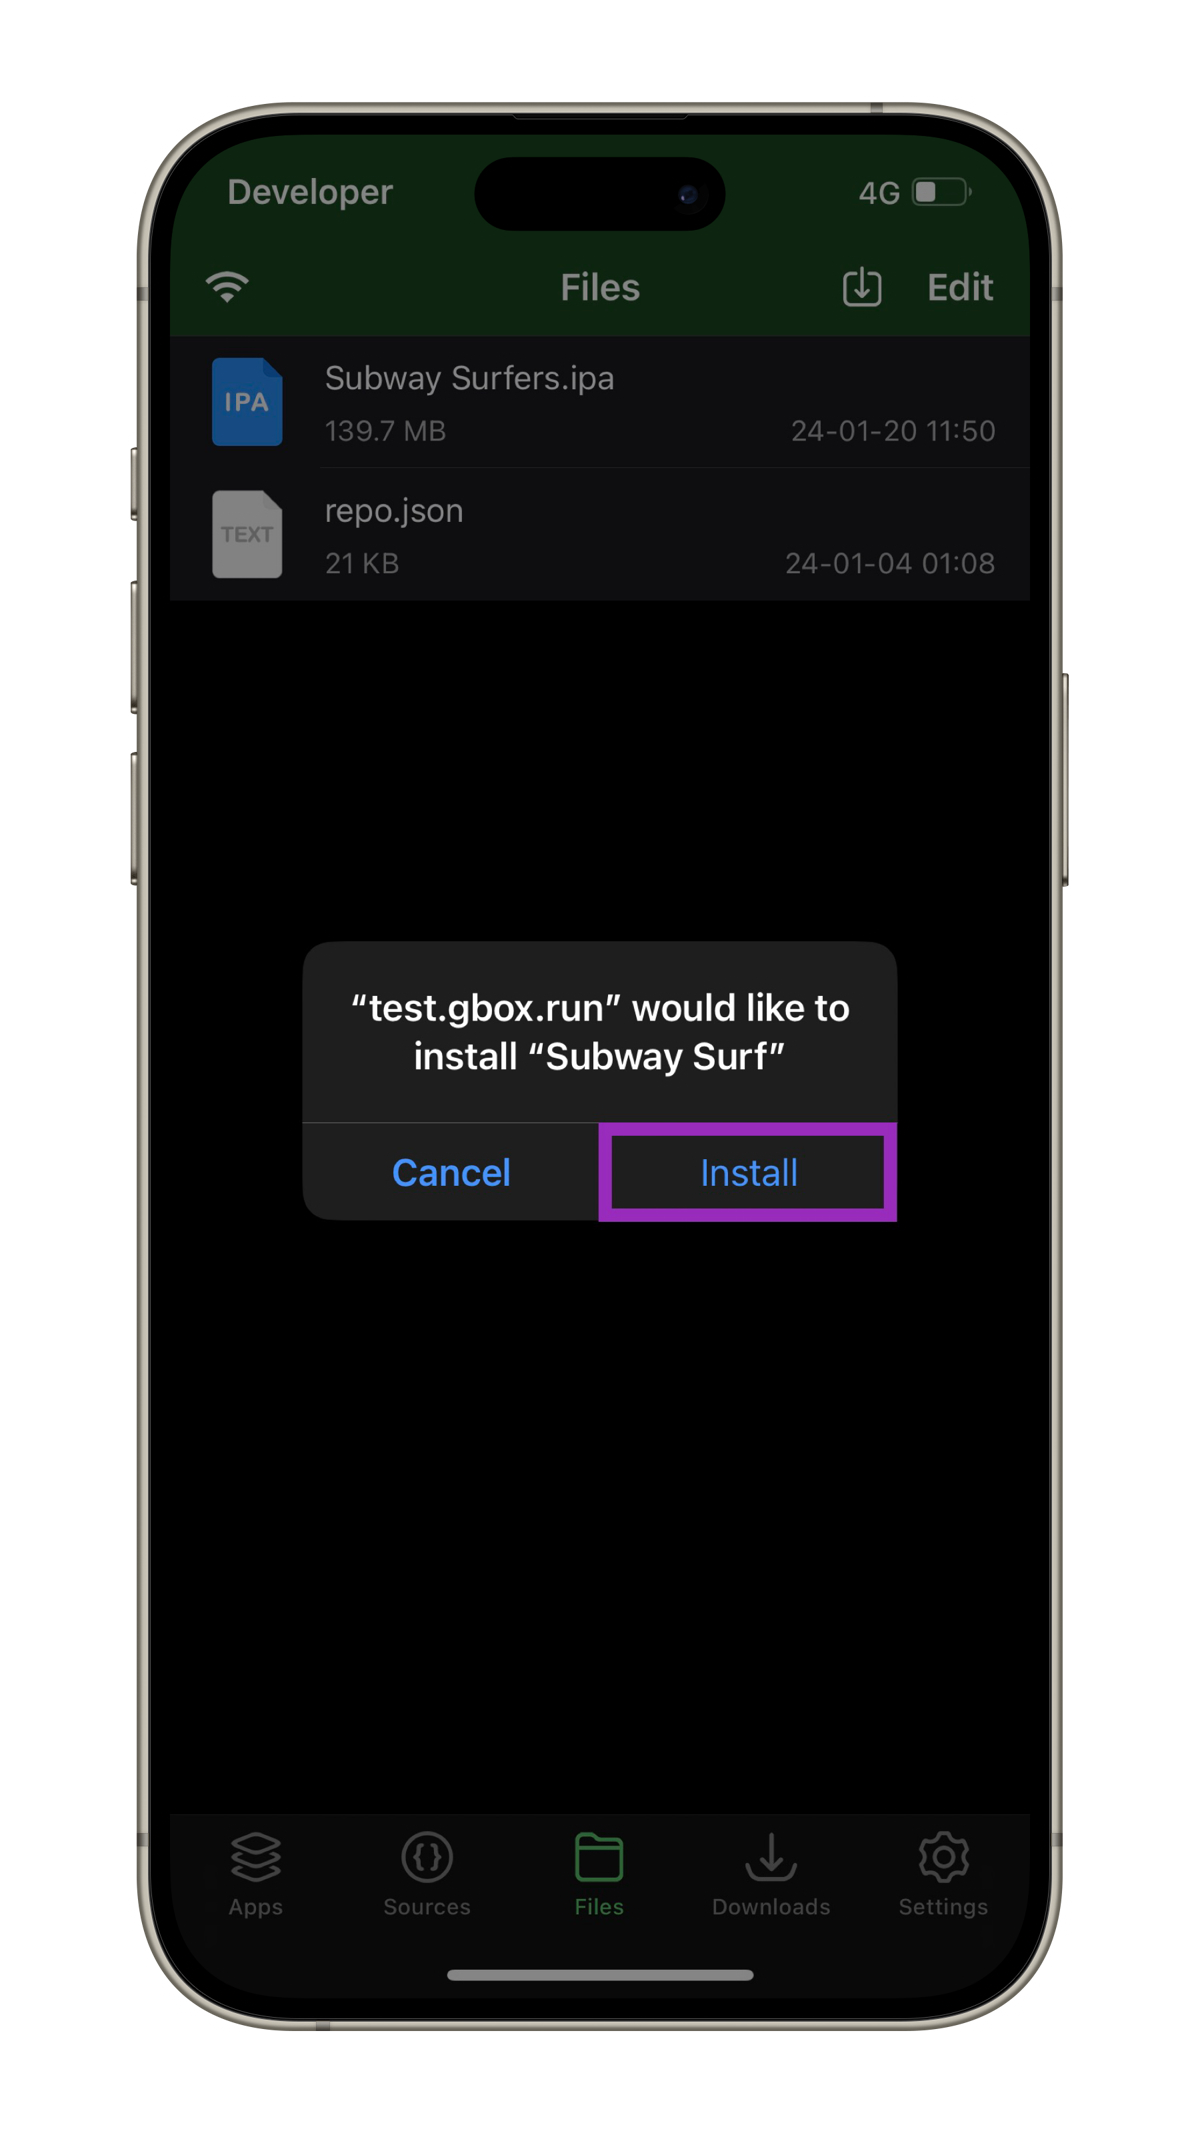 Developer 4G
Files Edit
IPA
Subway Surfers.ipa
139.7 MB 24-01-20 11:50
TEXT
repo.json
21 KB 24-01-04 01:08
“test.gbox.run” would like to
install “Subway Surf”
Cancel Install
Apps Sources Files Downloads Settings